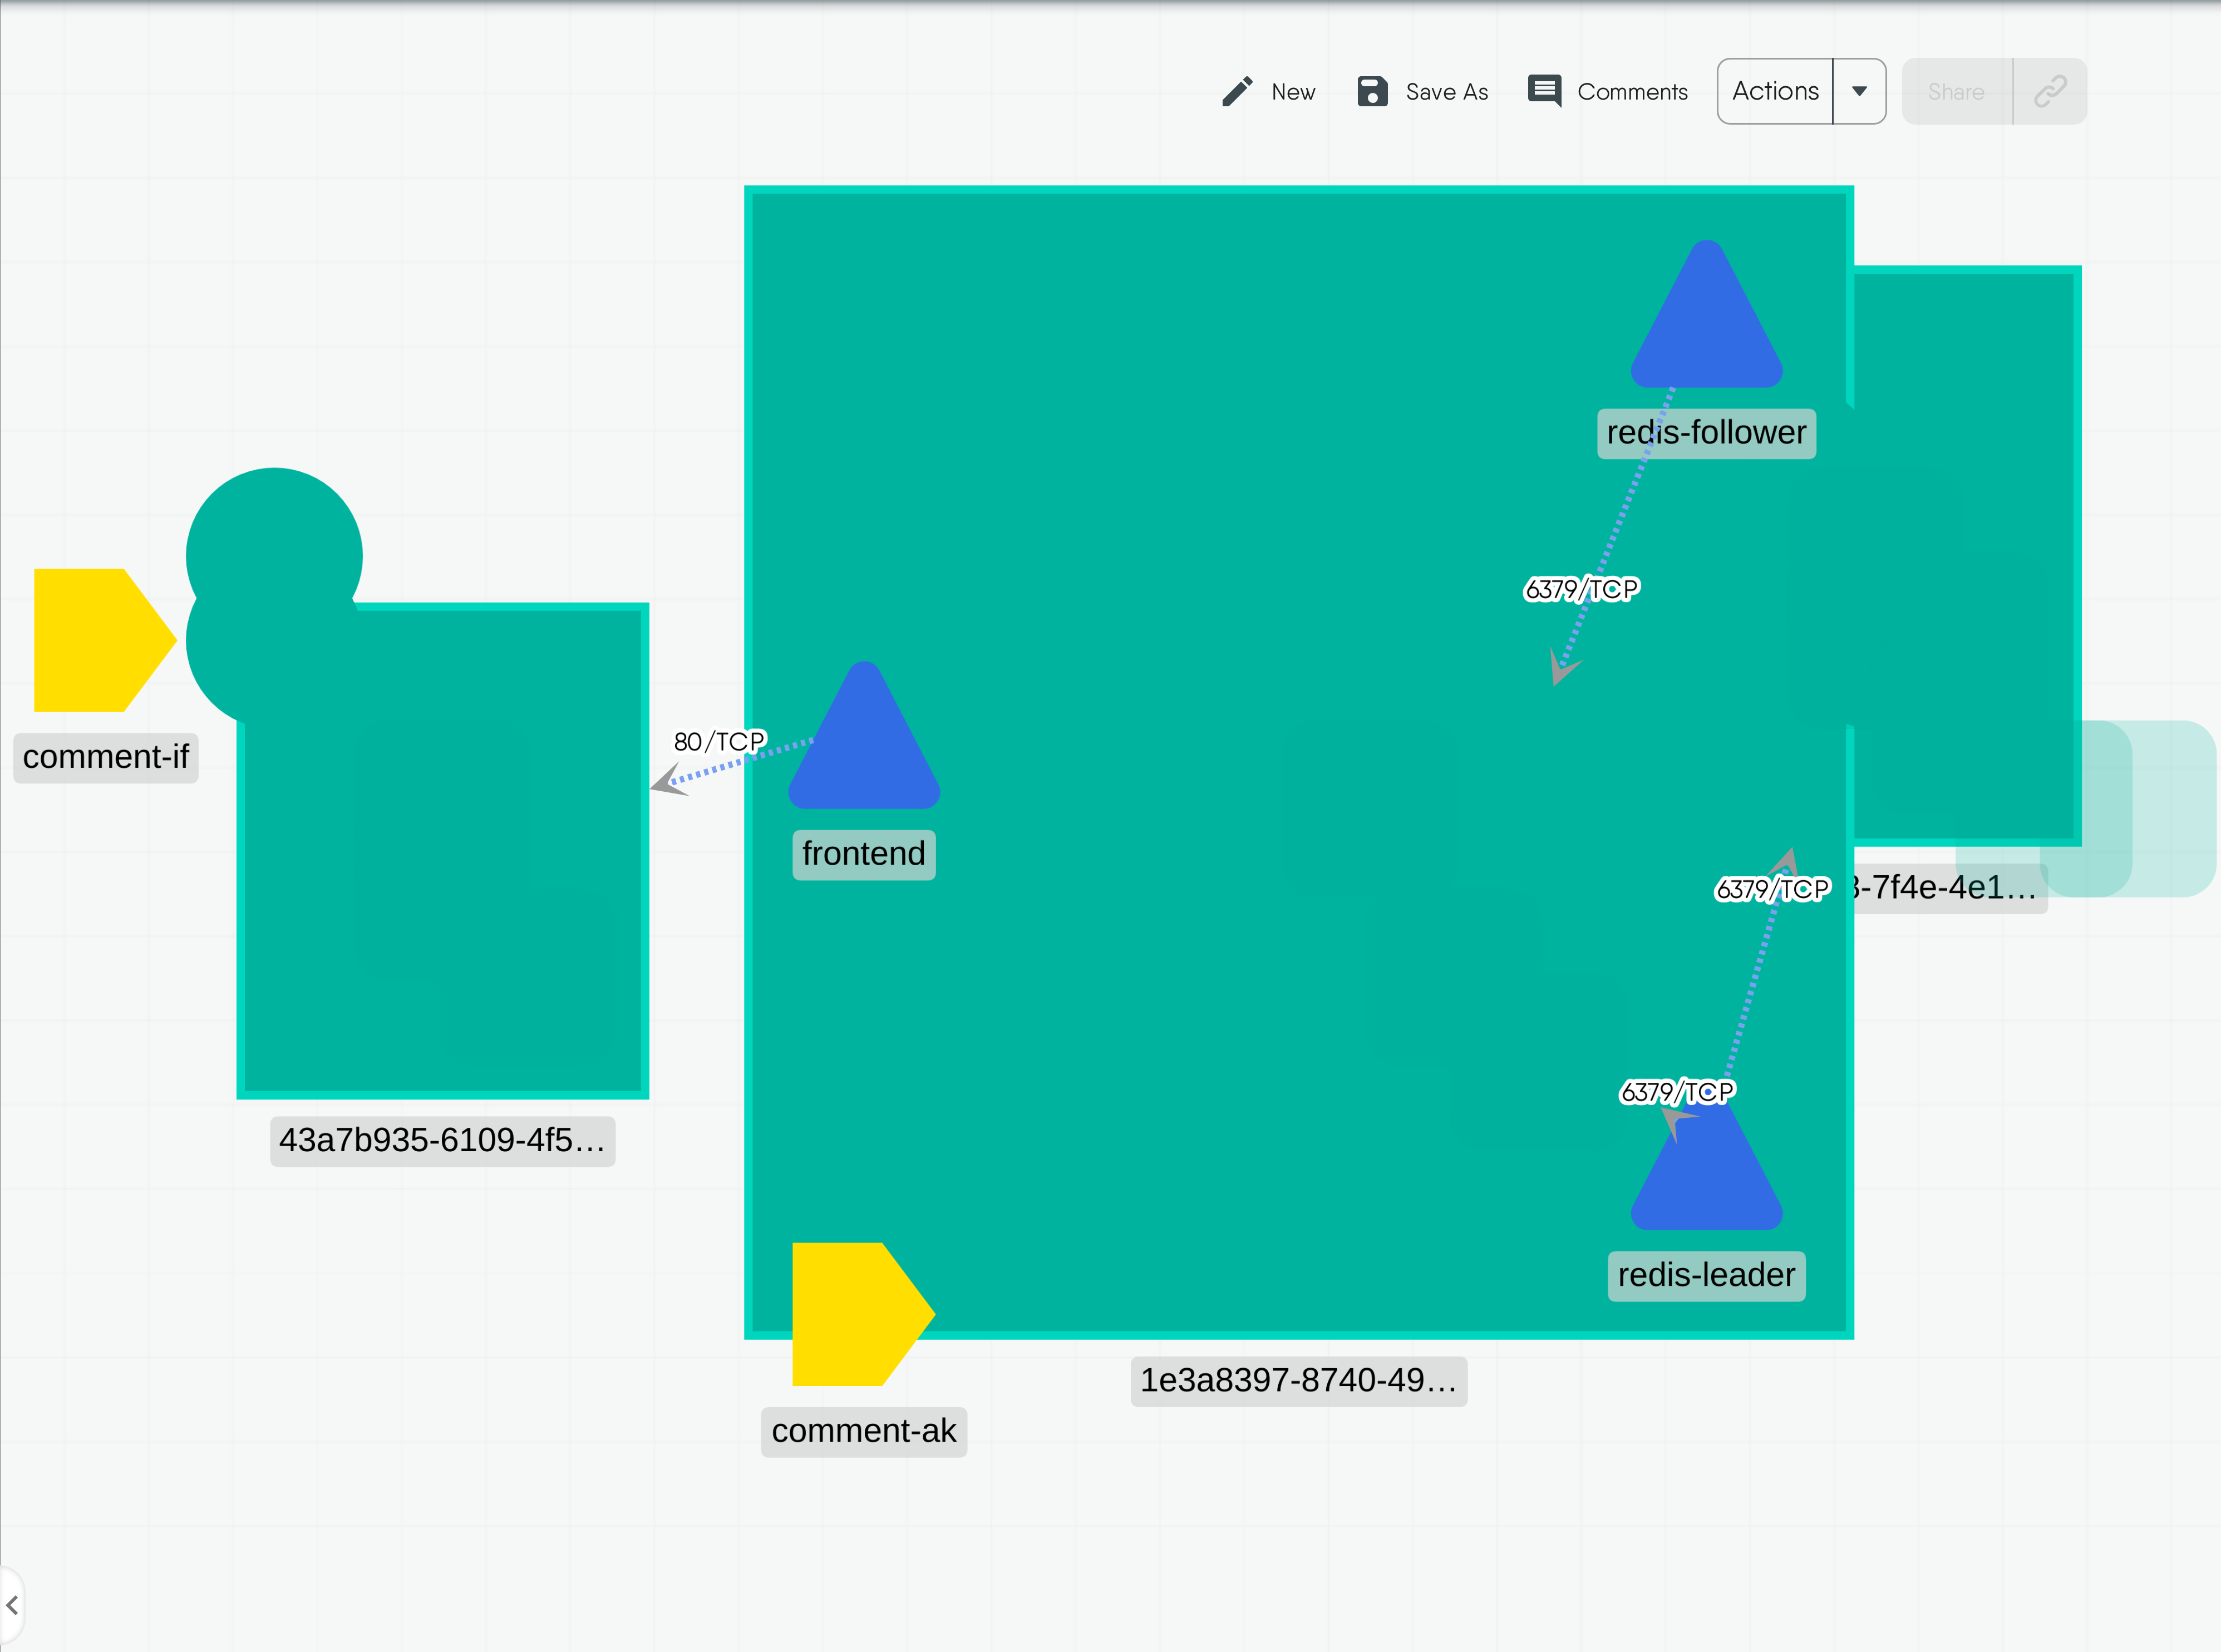 New
Save As
Comments
Actions
Share
redis-follower
6379/TCP
comment-if
80/TCP
frontend
6379/TCP
3-7f4e-4e1…
6379/TCP
43a7b935-6109-4f5…
redis-leader
1e3a8397-8740-49…
comment-ak